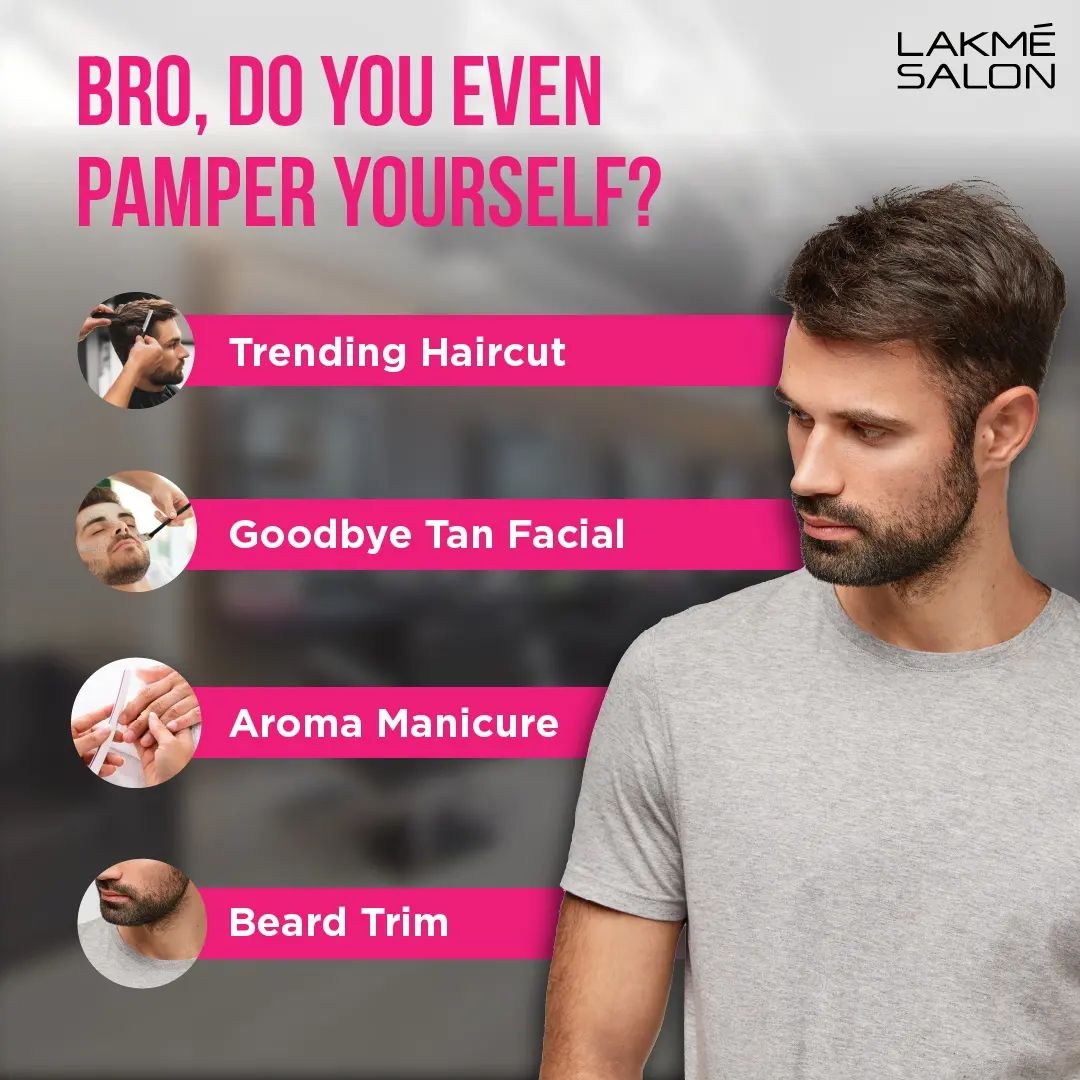 LAKMÉ
SALON
BRO, DO YOU EVEN
PAMPER YOURSELF?
Trending Haircut
Goodbye Tan Facial
Aroma Manicure
Beard Trim